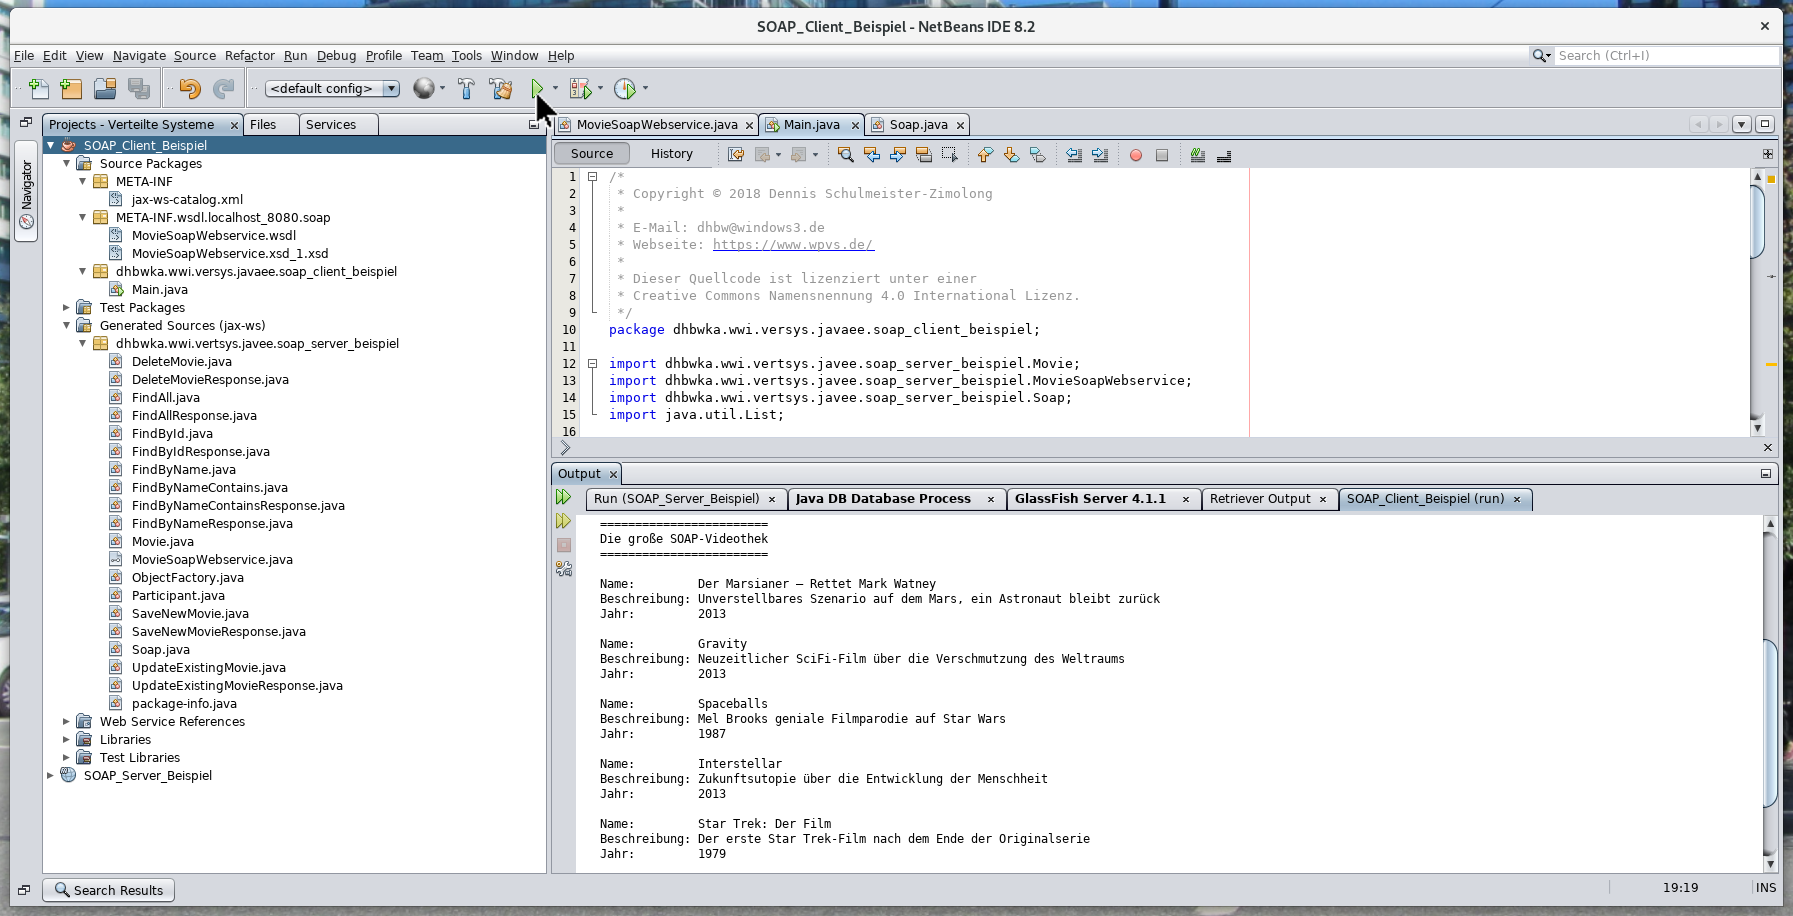 SOAP_Client_Beispiel - NetBeans IDE 8.2
File Edit View Navigate Source Refactor Run Debug Profile Team Tools Window Help
Search (Ctrl+I)
<default config>
Projects - Verteilte Systeme
Files
Services
Navigator
SOAP_Client_Beispiel
Source Packages
META-INF
jax-ws-catalog.xml
META-INF.wsdl.localhost_8080.soap
MovieSoapWebservice.wsdl
MovieSoapWebservice.xsd_1.xsd
dhbwka.wwi.versys.javaee.soap_client_beispiel
Main.java
Test Packages
Generated Sources (jax-ws)
dhbwka.wwi.vertsys.javee.soap_server_beispiel
DeleteMovie.java
DeleteMovieResponse.java
FindAll.java
FindAllResponse.java
FindById.java
FindByIdResponse.java
FindByName.java
FindByNameContains.java
FindByNameContainsResponse.java
FindByNameResponse.java
Movie.java
MovieSoapWebservice.java
ObjectFactory.java
Participant.java
SaveNewMovie.java
SaveNewMovieResponse.java
Soap.java
UpdateExistingMovie.java
UpdateExistingMovieResponse.java
package-info.java
Web Service References
Libraries
Test Libraries
SOAP_Server_Beispiel
MovieSoapWebservice.java
Main.java
Soap.java
Source
History
1 /*
2 * Copyright © 2018 Dennis Schulmeister-Zimolong
3 *
4 * E-Mail: dhbw@windows3.de
5 * Webseite: https://www.wpvs.de/
6 *
7 * Dieser Quellcode ist lizenziert unter einer
8 * Creative Commons Namensnennung 4.0 International Lizenz.
9 */
10 package dhbwka.wwi.versys.javaee.soap_client_beispiel;
11
12 import dhbwka.wwi.vertsys.javee.soap_server_beispiel.Movie;
13 import dhbwka.wwi.vertsys.javee.soap_server_beispiel.MovieSoapWebservice;
14 import dhbwka.wwi.vertsys.javee.soap_server_beispiel.Soap;
15 import java.util.List;
16
Output
Run (SOAP_Server_Beispiel)
Java DB Database Process
GlassFish Server 4.1.1
Retriever Output
SOAP_Client_Beispiel (run)
========================
Die große SOAP-Videothek
========================
Name: Der Marsianer – Rettet Mark Watney
Beschreibung: Unverstellbares Szenario auf dem Mars, ein Astronaut bleibt zurück
Jahr: 2013
Name: Gravity
Beschreibung: Neuzeitlicher SciFi-Film über die Verschmutzung des Weltraums
Jahr: 2013
Name: Spaceballs
Beschreibung: Mel Brooks geniale Filmparodie auf Star Wars
Jahr: 1987
Name: Interstellar
Beschreibung: Zukunftsutopie über die Entwicklung der Menschheit
Jahr: 2013
Name: Star Trek: Der Film
Beschreibung: Der erste Star Trek-Film nach dem Ende der Originalserie
Jahr: 1979
Search Results
19:19
INS